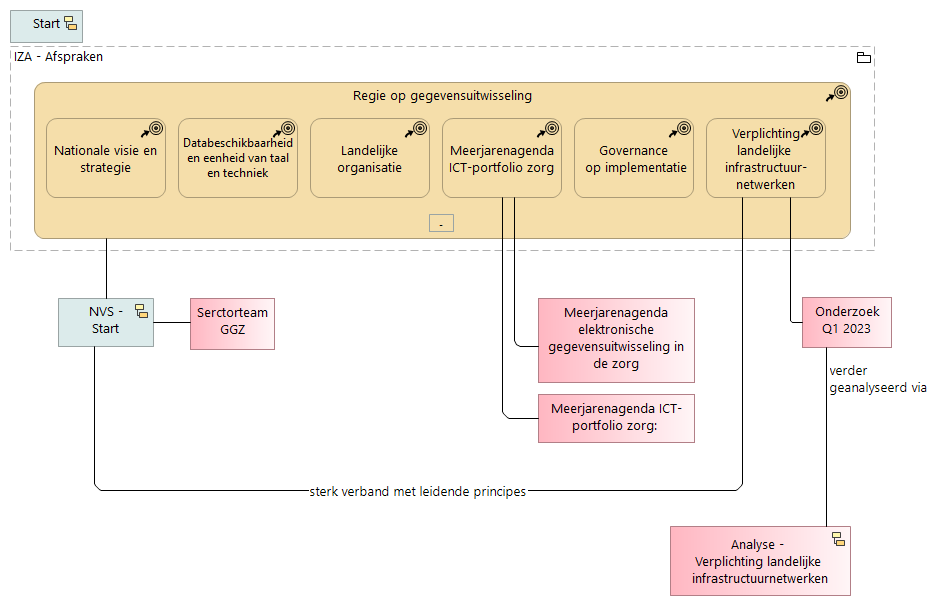 Start
IZA - Afspraken
Regie op gegevensuitwisseling
Nationale visie en
strategie
Databeschikbaarheid
en eenheid van taal
en techniek
Landelijke
organisatie
Meerjarenagenda
ICT-portfolio zorg
Governance
op implementatie
Verplichting
landelijke
infrastructuur-
netwerken
-
NVS -
Start
Serctorteam
GGZ
Meerjarenagenda
elektronische
gegevensuitwisseling in
de zorg
Onderzoek
Q1 2023
verder
geanalyseerd via
Meerjarenagenda ICT-
portfolio zorg:
sterk verband met leidende principes
Analyse -
Verplichting landelijke
infrastructuurnetwerken